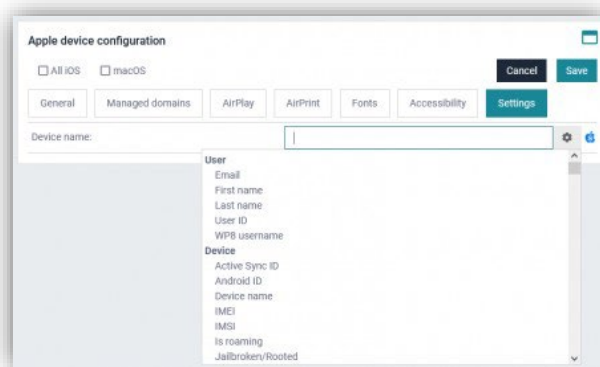 Apple device configuration
All iOS macOS Cancel Save
General Managed domains AirPlay AirPrint Fonts Accessibility Settings
Device name:
User
Email
First name
Last name
User ID
WP8 username
Device
Active Sync ID
Android ID
Device name
IMEI
IMSI
Is roaming
Jailbroken/Rooted